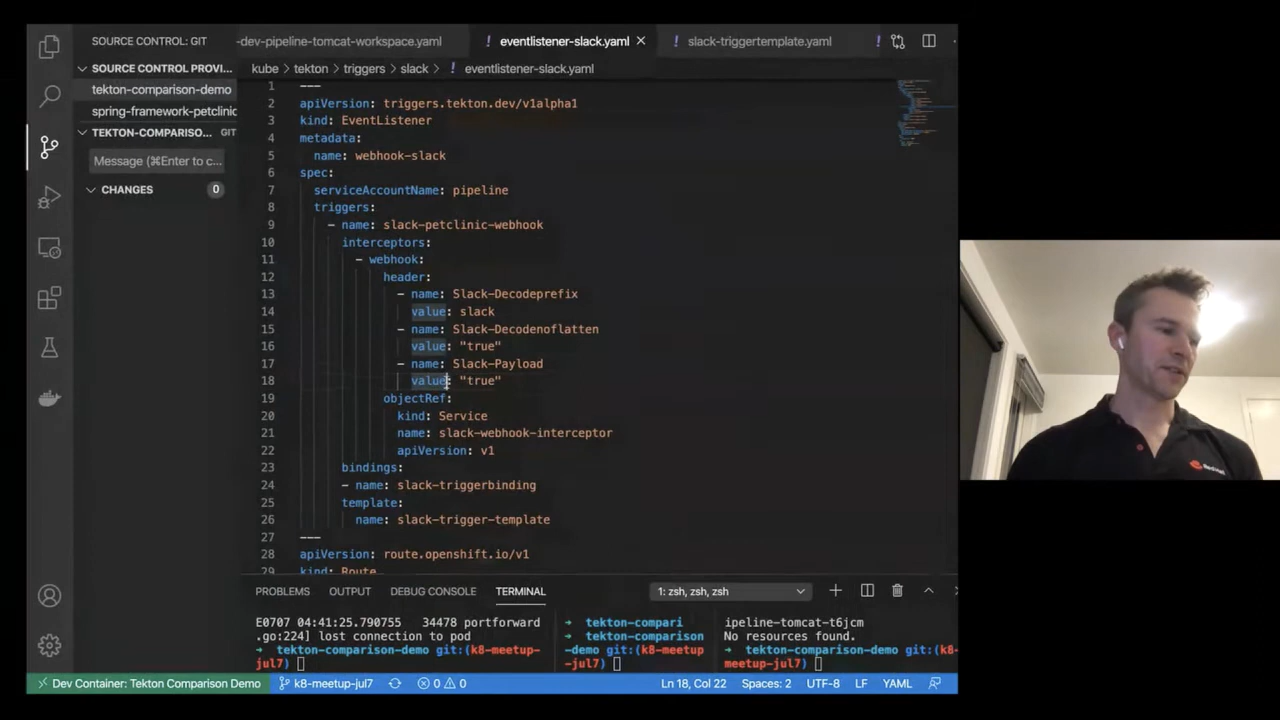 SOURCE CONTROL: GIT
-dev-pipeline-tomcat-workspace.yaml
eventlistener-slack.yaml
slack-triggertemplate.yaml
SOURCE CONTROL PROVI...
tekton-comparison-demo
spring-framework-petclinic
TEKTON-COMPARISO... GIT
Message (⌘Enter to c...
CHANGES 0
kube > tekton > triggers > slack > ! eventlistener-slack.yaml
1 ---
2 apiVersion: triggers.tekton.dev/v1alpha1
3 kind: EventListener
4 metadata:
5 name: webhook-slack
6 spec:
7 serviceAccountName: pipeline
8 triggers:
9 - name: slack-petclinic-webhook
10 interceptors:
11 - webhook:
12 header:
13 - name: Slack-Decodeprefix
14 value: slack
15 - name: Slack-Decodenoflatten
16 value: "true"
17 - name: Slack-Payload
18 value: "true"
19 objectRef:
20 kind: Service
21 name: slack-webhook-interceptor
22 apiVersion: v1
23 bindings:
24 - name: slack-triggerbinding
25 template:
26 name: slack-trigger-template
27 ---
28 apiVersion: route.openshift.io/v1
29 kind: Route
PROBLEMS OUTPUT DEBUG CONSOLE TERMINAL 1: zsh, zsh, zsh
E0707 04:41:25.790755 34478 portforward
.go:224] lost connection to pod
→ tekton-comparison-demo git:(k8-meetup-
jul7)
→ tekton-compari
→ tekton-comparison
-demo git:(k8-meetup
-jul7)
ipeline-tomcat-t6jcm
No resources found.
→ tekton-comparison-demo git:(k8-
meetup-jul7)
Dev Container: Tekton Comparison Demo k8-meetup-jul7 0 0 Ln 18, Col 22 Spaces: 2 UTF-8 LF YAML
Red Hat